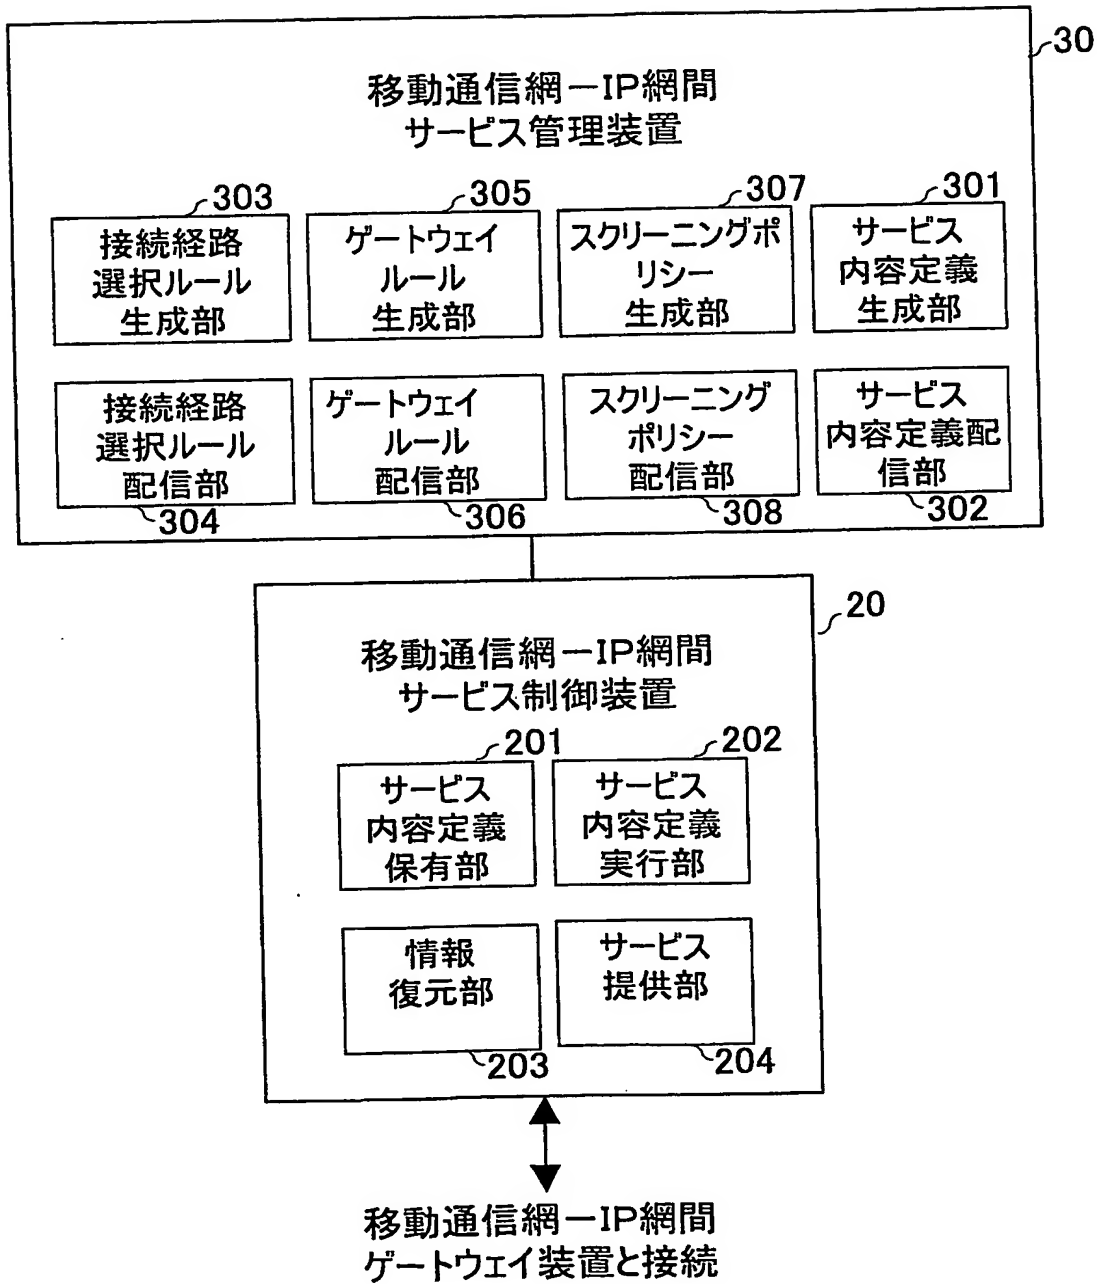 30
移動通信網－IP網間
サービス管理装置
303
接続経路
選択ルール
生成部
305
ゲートウェイ
ルール
生成部
307
スクリーニングポ
リシー
生成部
301
サービス
内容定義
生成部
接続経路
選択ルール
配信部
304
ゲートウェイ
ルール
配信部
306
スクリーニング
ポリシー
配信部
308
サービス
内容定義配
信部
302
20
移動通信網－IP網間
サービス制御装置
201
サービス
内容定義
保有部
202
サービス
内容定義
実行部
情報
復元部
203
サービス
提供部
204
移動通信網－IP網間
ゲートウェイ装置と接続